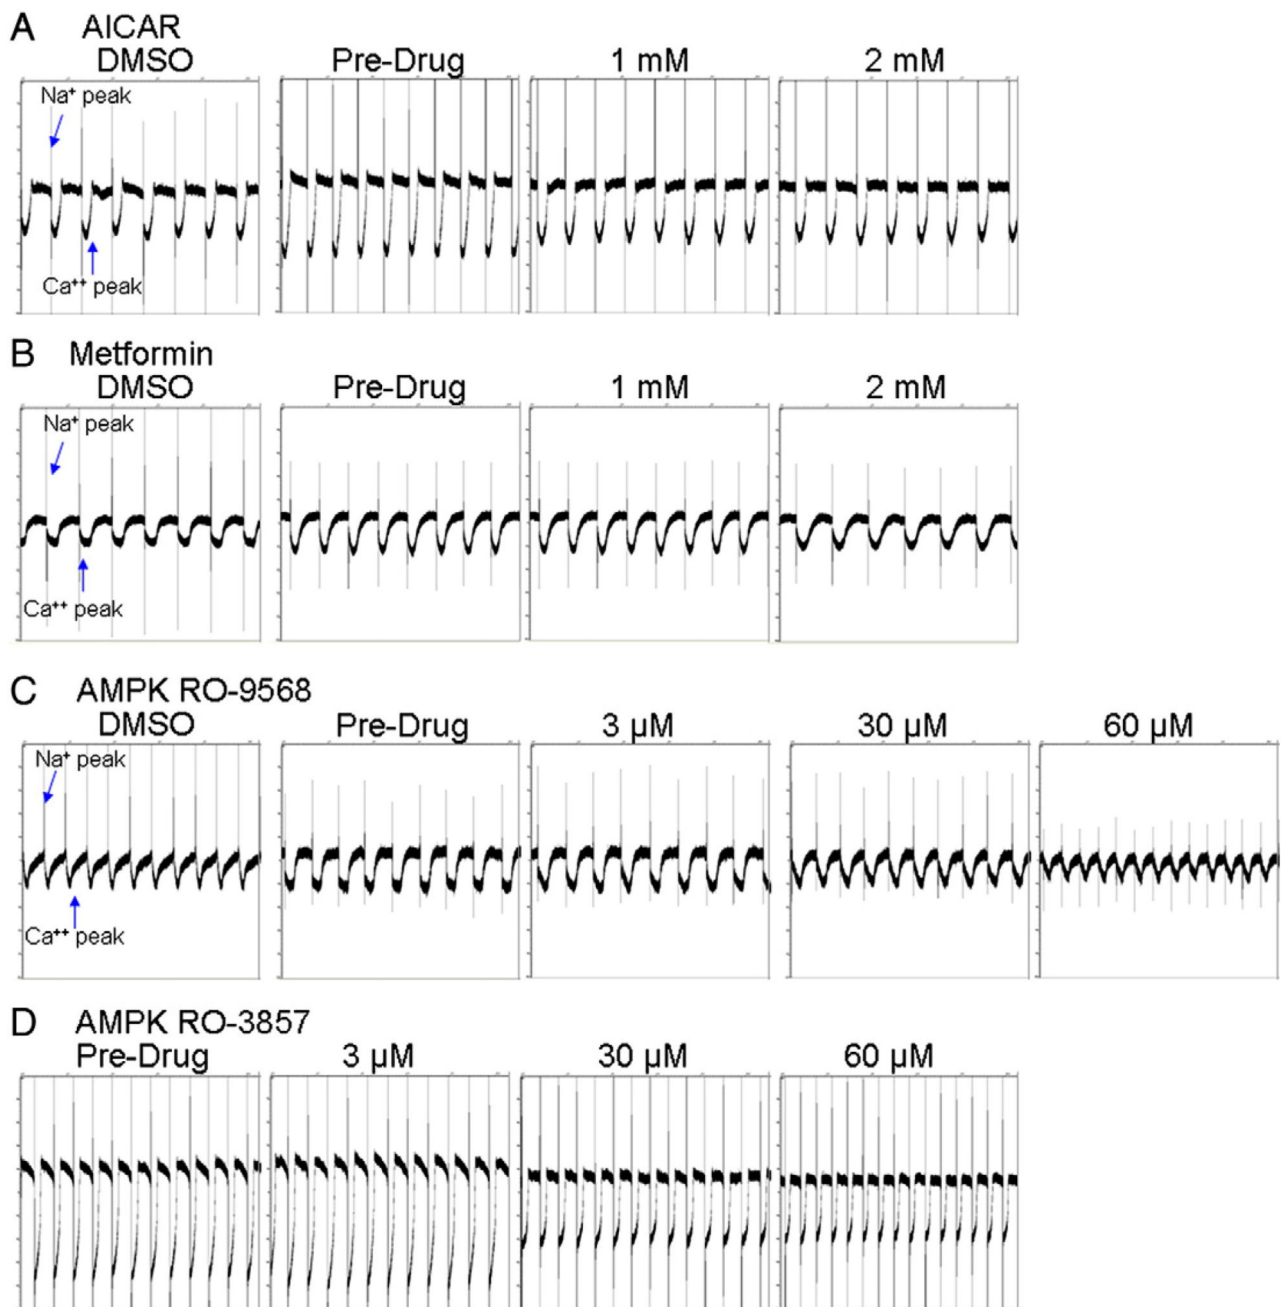 A AICAR
DMSO Pre-Drug 1 mM 2 mM
Na⁺ peak
Ca⁺⁺ peak
B Metformin
DMSO Pre-Drug 1 mM 2 mM
Na⁺ peak
Ca⁺⁺ peak
C AMPK RO-9568
DMSO Pre-Drug 3 µM 30 µM 60 µM
Na⁺ peak
Ca⁺⁺ peak
D AMPK RO-3857
Pre-Drug 3 µM 30 µM 60 µM